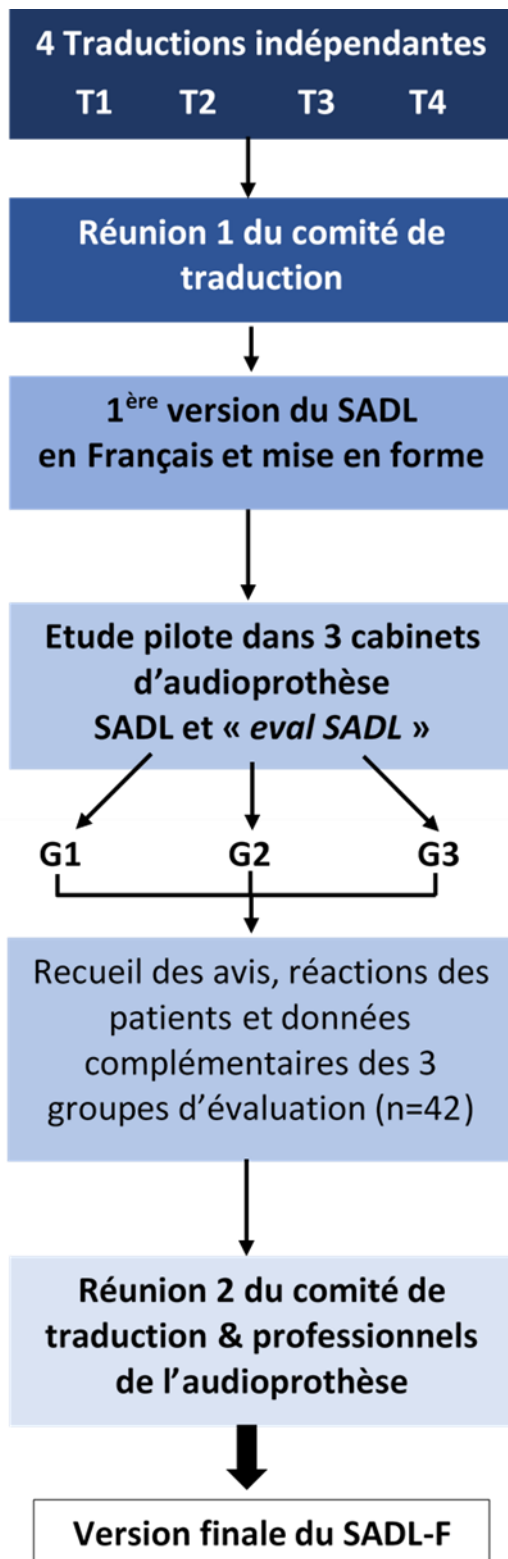 4 Traductions indépendantes
T1 T2 T3 T4
Réunion 1 du comité de
traduction
1ère version du SADL
en Français et mise en forme
Etude pilote dans 3 cabinets
d’audioprothèse
SADL et « eval SADL »
G1 G2 G3
Recueil des avis, réactions des
patients et données
complémentaires des 3
groupes d’évaluation (n=42)
Réunion 2 du comité de
traduction & professionnels
de l’audioprothèse
Version finale du SADL-F